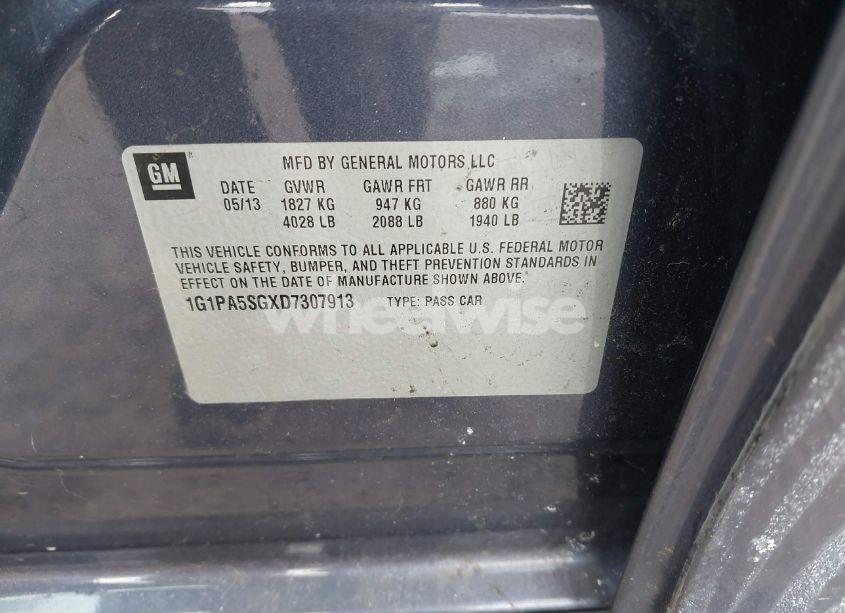 GM
MFD BY GENERAL MOTORS LLC
DATE GVWR GAWR FRT GAWR RR
05/13 1827 KG 947 KG 880 KG
4028 LB 2088 LB 1940 LB
THIS VEHICLE CONFORMS TO ALL APPLICABLE U.S. FEDERAL MOTOR
VEHICLE SAFETY, BUMPER, AND THEFT PREVENTION STANDARDS IN
EFFECT ON THE DATE OF MANUFACTURE SHOWN ABOVE.
1G1PA5SGXD7307913 TYPE: PASS CAR
wheelwise